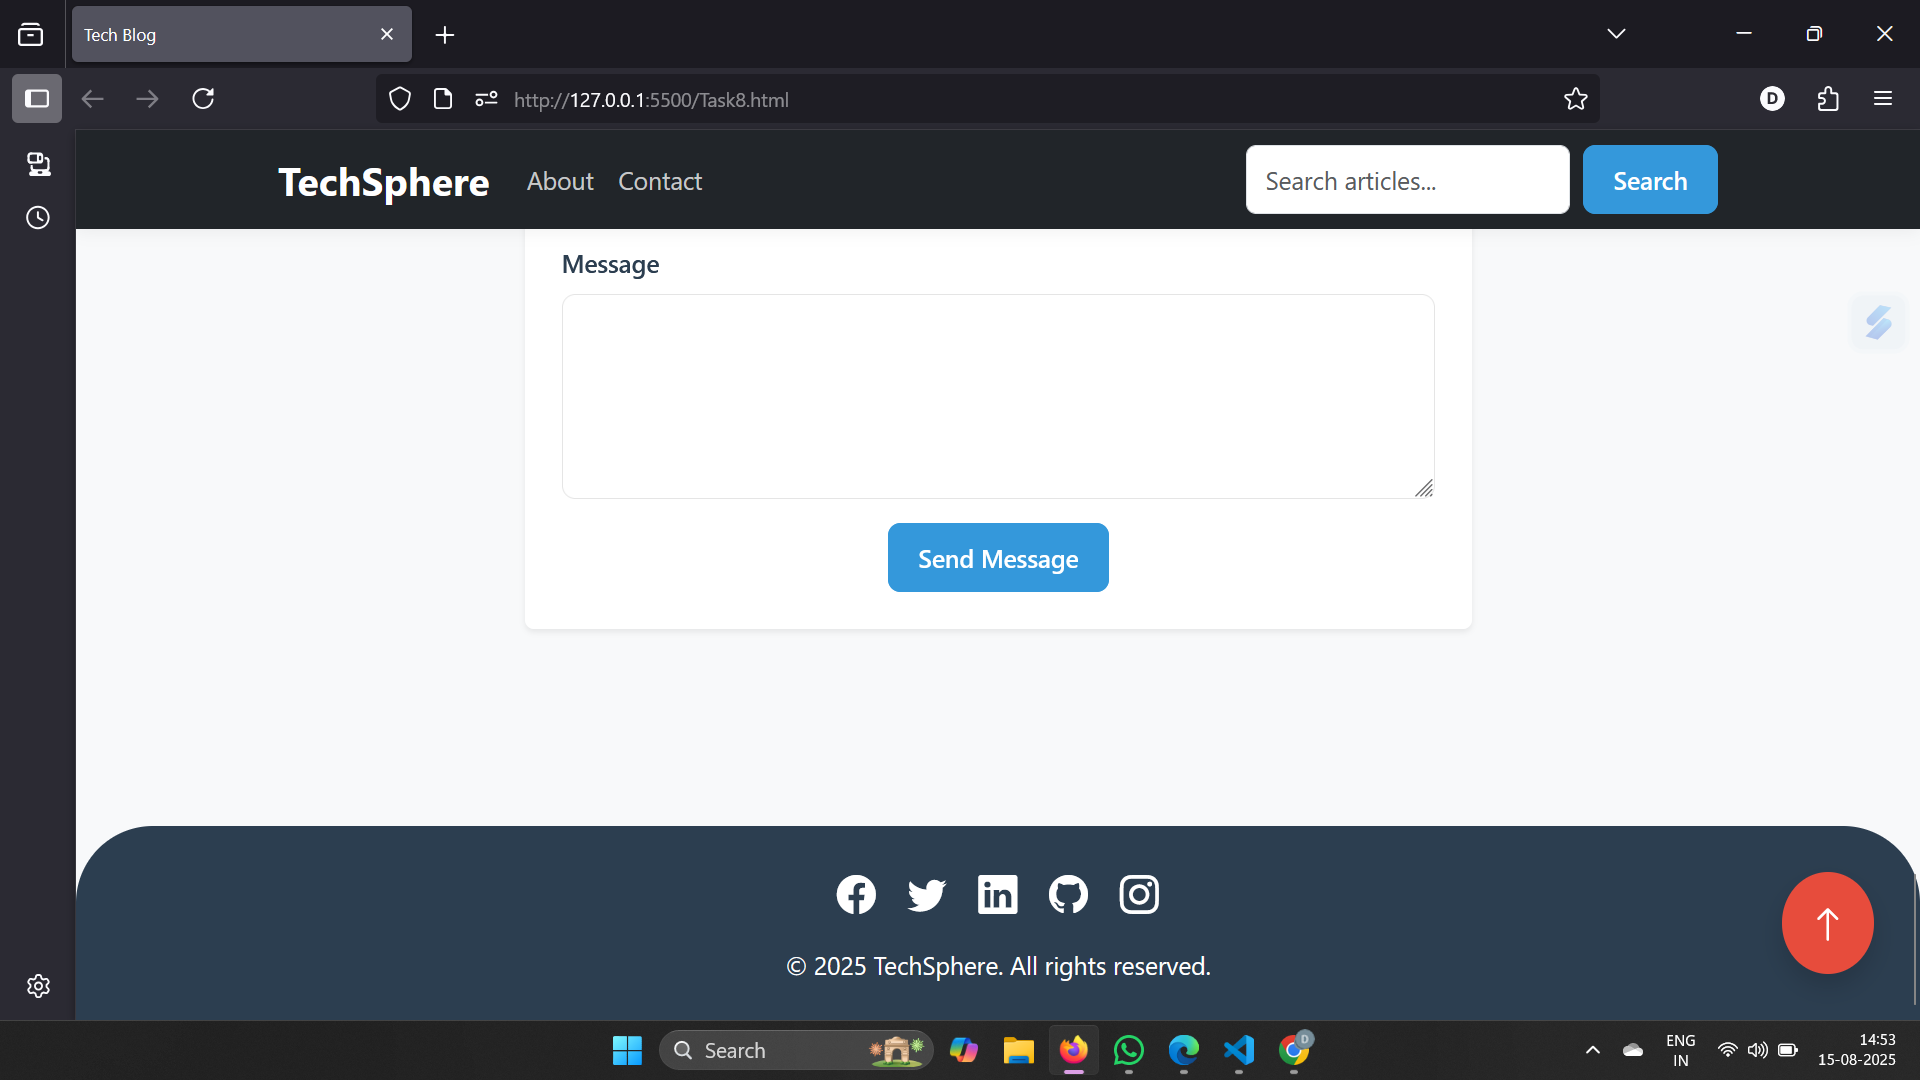 Tech Blog
http://127.0.0.1:5500/Task8.html
D
TechSphere About Contact Search articles... Search
Message
Send Message
© 2025 TechSphere. All rights reserved.
Search
D
ENG
IN
14:53
15-08-2025